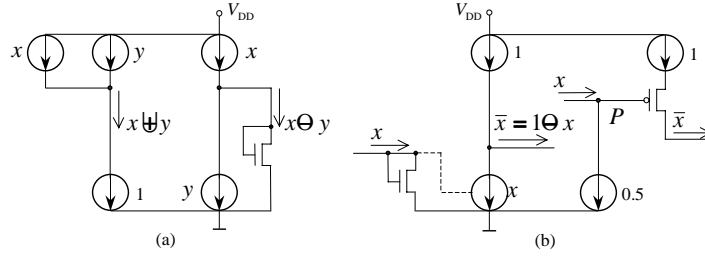 V_DD
x
y
x
x ⊎ y
x ⊖ y
1
y
(a)
V_DD
1
1
x
P
x̄
x̄ = 1 ⊖ x
x
x
0.5
(b)